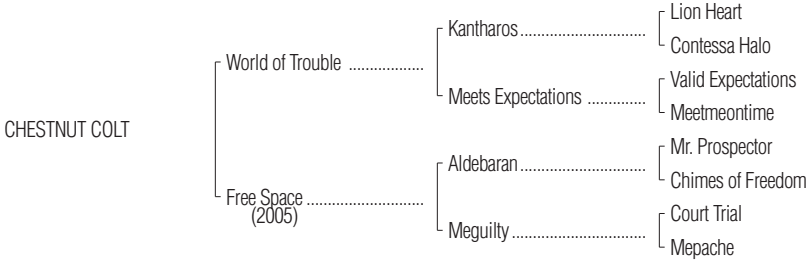 Lion Heart
Kantharos..............................
Contessa Halo
World of Trouble ..................
Valid Expectations
Meets Expectations ..............
Meetmeontime
CHESTNUT COLT
Mr. Prospector
Aldebaran..............................
Chimes of Freedom
Free Space ............................
(2005)
Court Trial
Meguilty................................
Mepache